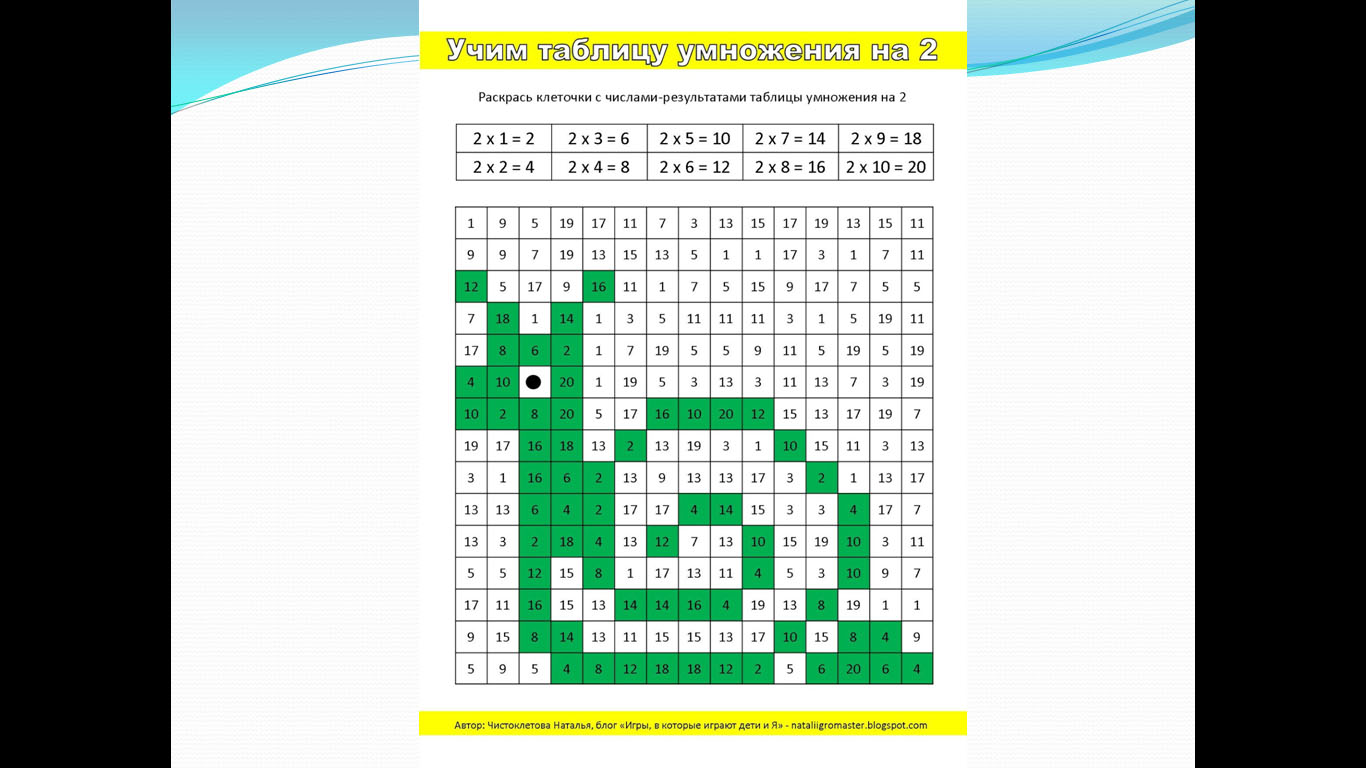 Учим таблицу умножения на 2
Раскрась клеточки с числами-результатами таблицы умножения на 2
2 x 1 = 2 2 x 3 = 6 2 x 5 = 10 2 x 7 = 14 2 x 9 = 18
2 x 2 = 4 2 x 4 = 8 2 x 6 = 12 2 x 8 = 16 2 x 10 = 20
1 9 5 19 17 11 7 3 13 15 17 19 13 15 11
9 9 7 19 13 15 13 5 1 1 17 3 1 7 11
12 5 17 9 16 11 1 7 5 15 9 17 7 5 5
7 18 1 14 1 3 5 11 11 11 3 1 5 19 11
17 8 6 2 1 7 19 5 5 9 11 5 19 5 19
4 10 20 1 19 5 3 13 3 11 13 7 3 19
10 2 8 20 5 17 16 10 20 12 15 13 17 19 7
19 17 16 18 13 2 13 19 3 1 10 15 11 3 13
3 1 16 6 2 13 9 13 13 17 3 2 1 13 17
13 13 6 4 2 17 17 4 14 15 3 3 4 17 7
13 3 2 18 4 13 12 7 13 10 15 19 10 3 11
5 5 12 15 8 1 17 13 11 4 5 3 10 9 7
17 11 16 15 13 14 14 16 4 19 13 8 19 1 1
9 15 8 14 13 11 15 15 13 17 10 15 8 4 9
5 9 5 4 8 12 18 18 12 2 5 6 20 6 4
Автор: Чистоклетова Наталья, блог «Игры, в которые играют дети и Я» - nataliigromaster.blogspot.com